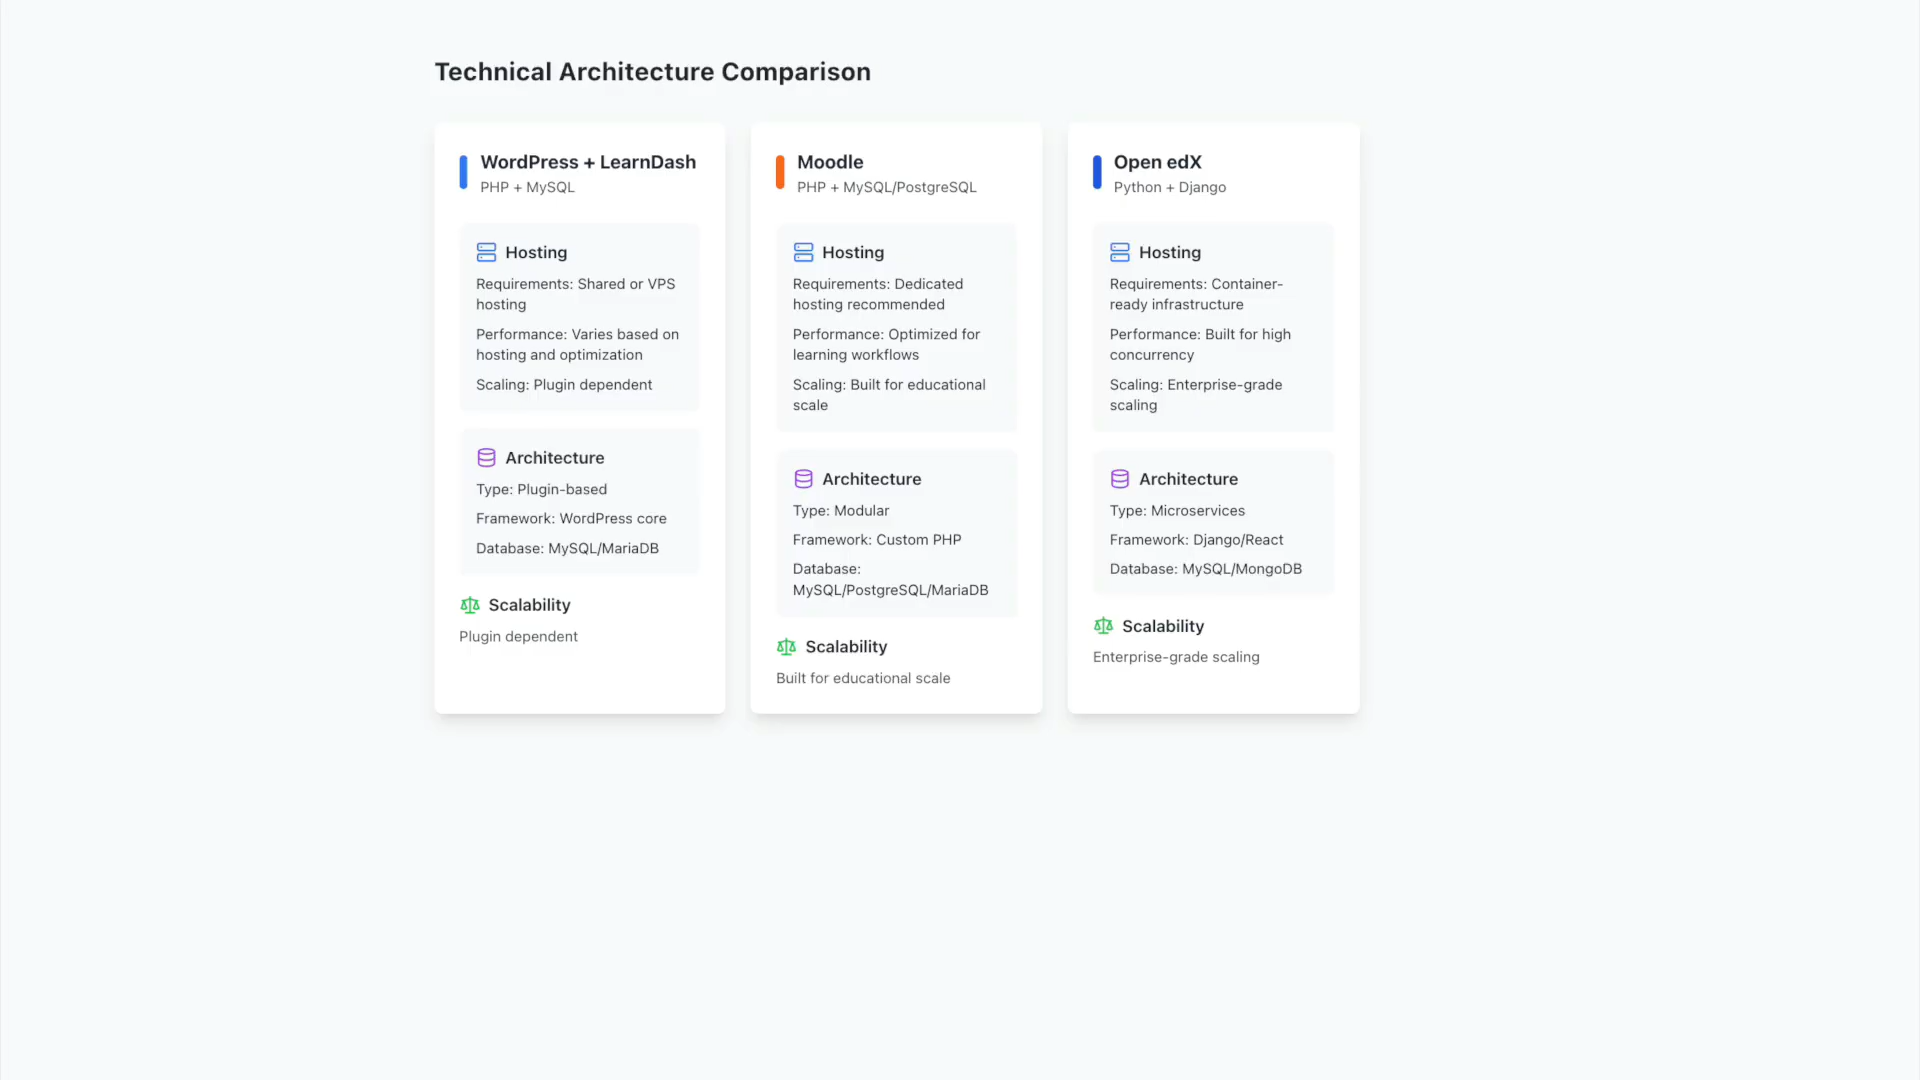 Technical Architecture Comparison
WordPress + LearnDash
PHP + MySQL
Hosting
Requirements: Shared or VPS
hosting
Performance: Varies based on
hosting and optimization
Scaling: Plugin dependent
Architecture
Type: Plugin-based
Framework: WordPress core
Database: MySQL/MariaDB
Scalability
Plugin dependent
Moodle
PHP + MySQL/PostgreSQL
Hosting
Requirements: Dedicated
hosting recommended
Performance: Optimized for
learning workflows
Scaling: Built for educational
scale
Architecture
Type: Modular
Framework: Custom PHP
Database:
MySQL/PostgreSQL/MariaDB
Scalability
Built for educational scale
Open edX
Python + Django
Hosting
Requirements: Container-
ready infrastructure
Performance: Built for high
concurrency
Scaling: Enterprise-grade
scaling
Architecture
Type: Microservices
Framework: Django/React
Database: MySQL/MongoDB
Scalability
Enterprise-grade scaling